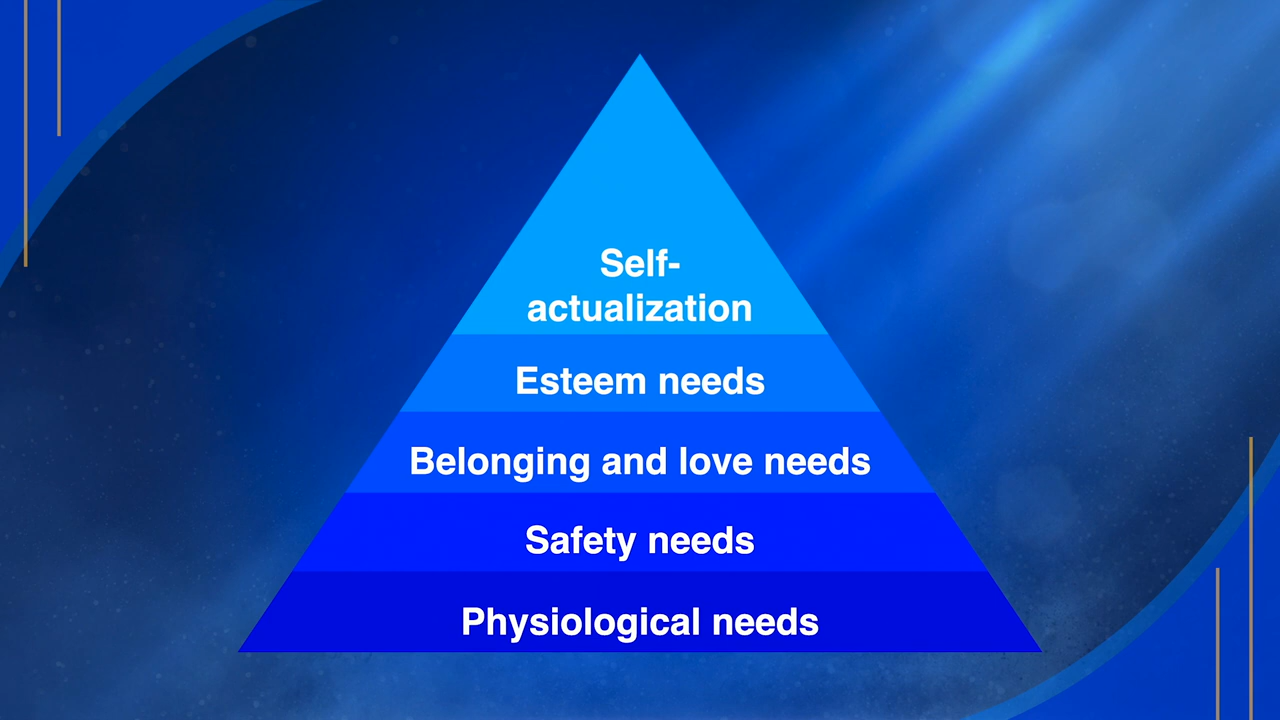 Self-
actualization
Esteem needs
Belonging and love needs
Safety needs
Physiological needs